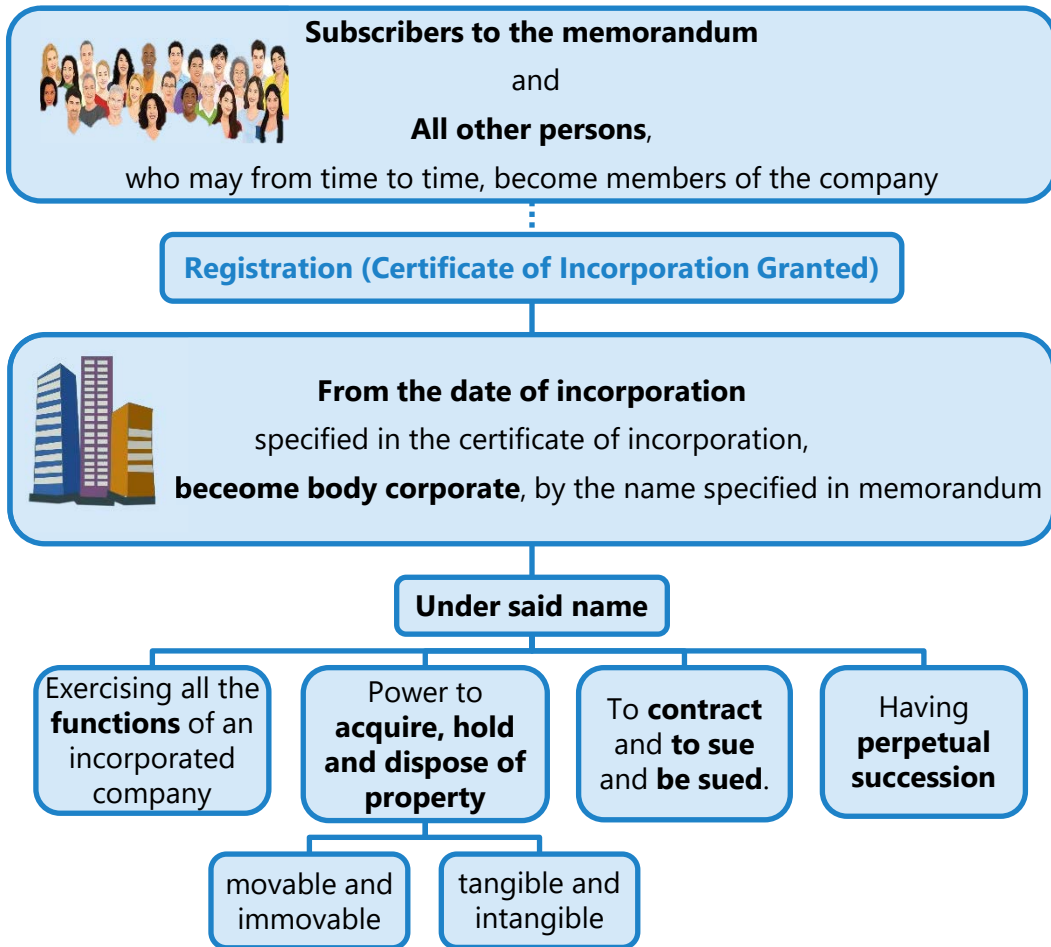 Subscribers to the memorandum
and
All other persons,
who may from time to time, become members of the company
Registration (Certificate of Incorporation Granted)
From the date of incorporation
specified in the certificate of incorporation,
beceome body corporate, by the name specified in memorandum
Under said name
Exercising all the
functions of an
incorporated
company
Power to
acquire, hold
and dispose of
property
To contract
and to sue
and be sued.
Having
perpetual
succession
movable and
immovable
tangible and
intangible